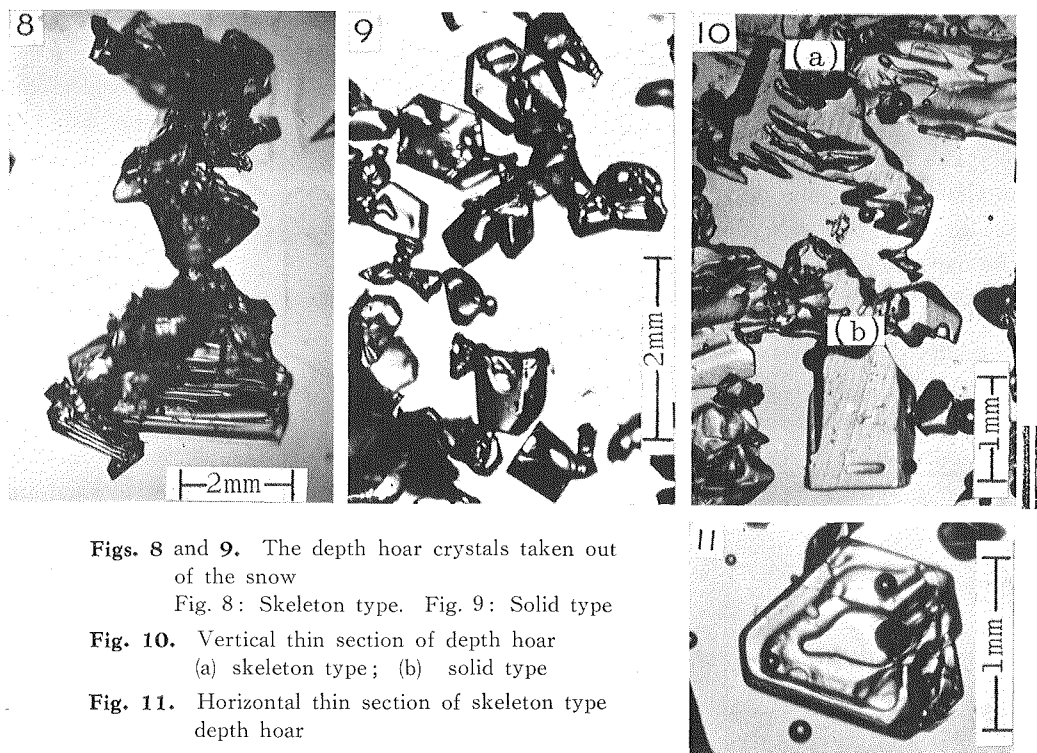 8
9
10
(a)
(b)
2mm
2mm
1mm
11
1mm
Figs. 8 and 9. The depth hoar crystals taken out
of the snow
Fig. 8: Skeleton type. Fig. 9: Solid type
Fig. 10. Vertical thin section of depth hoar
(a) skeleton type; (b) solid type
Fig. 11. Horizontal thin section of skeleton type
depth hoar